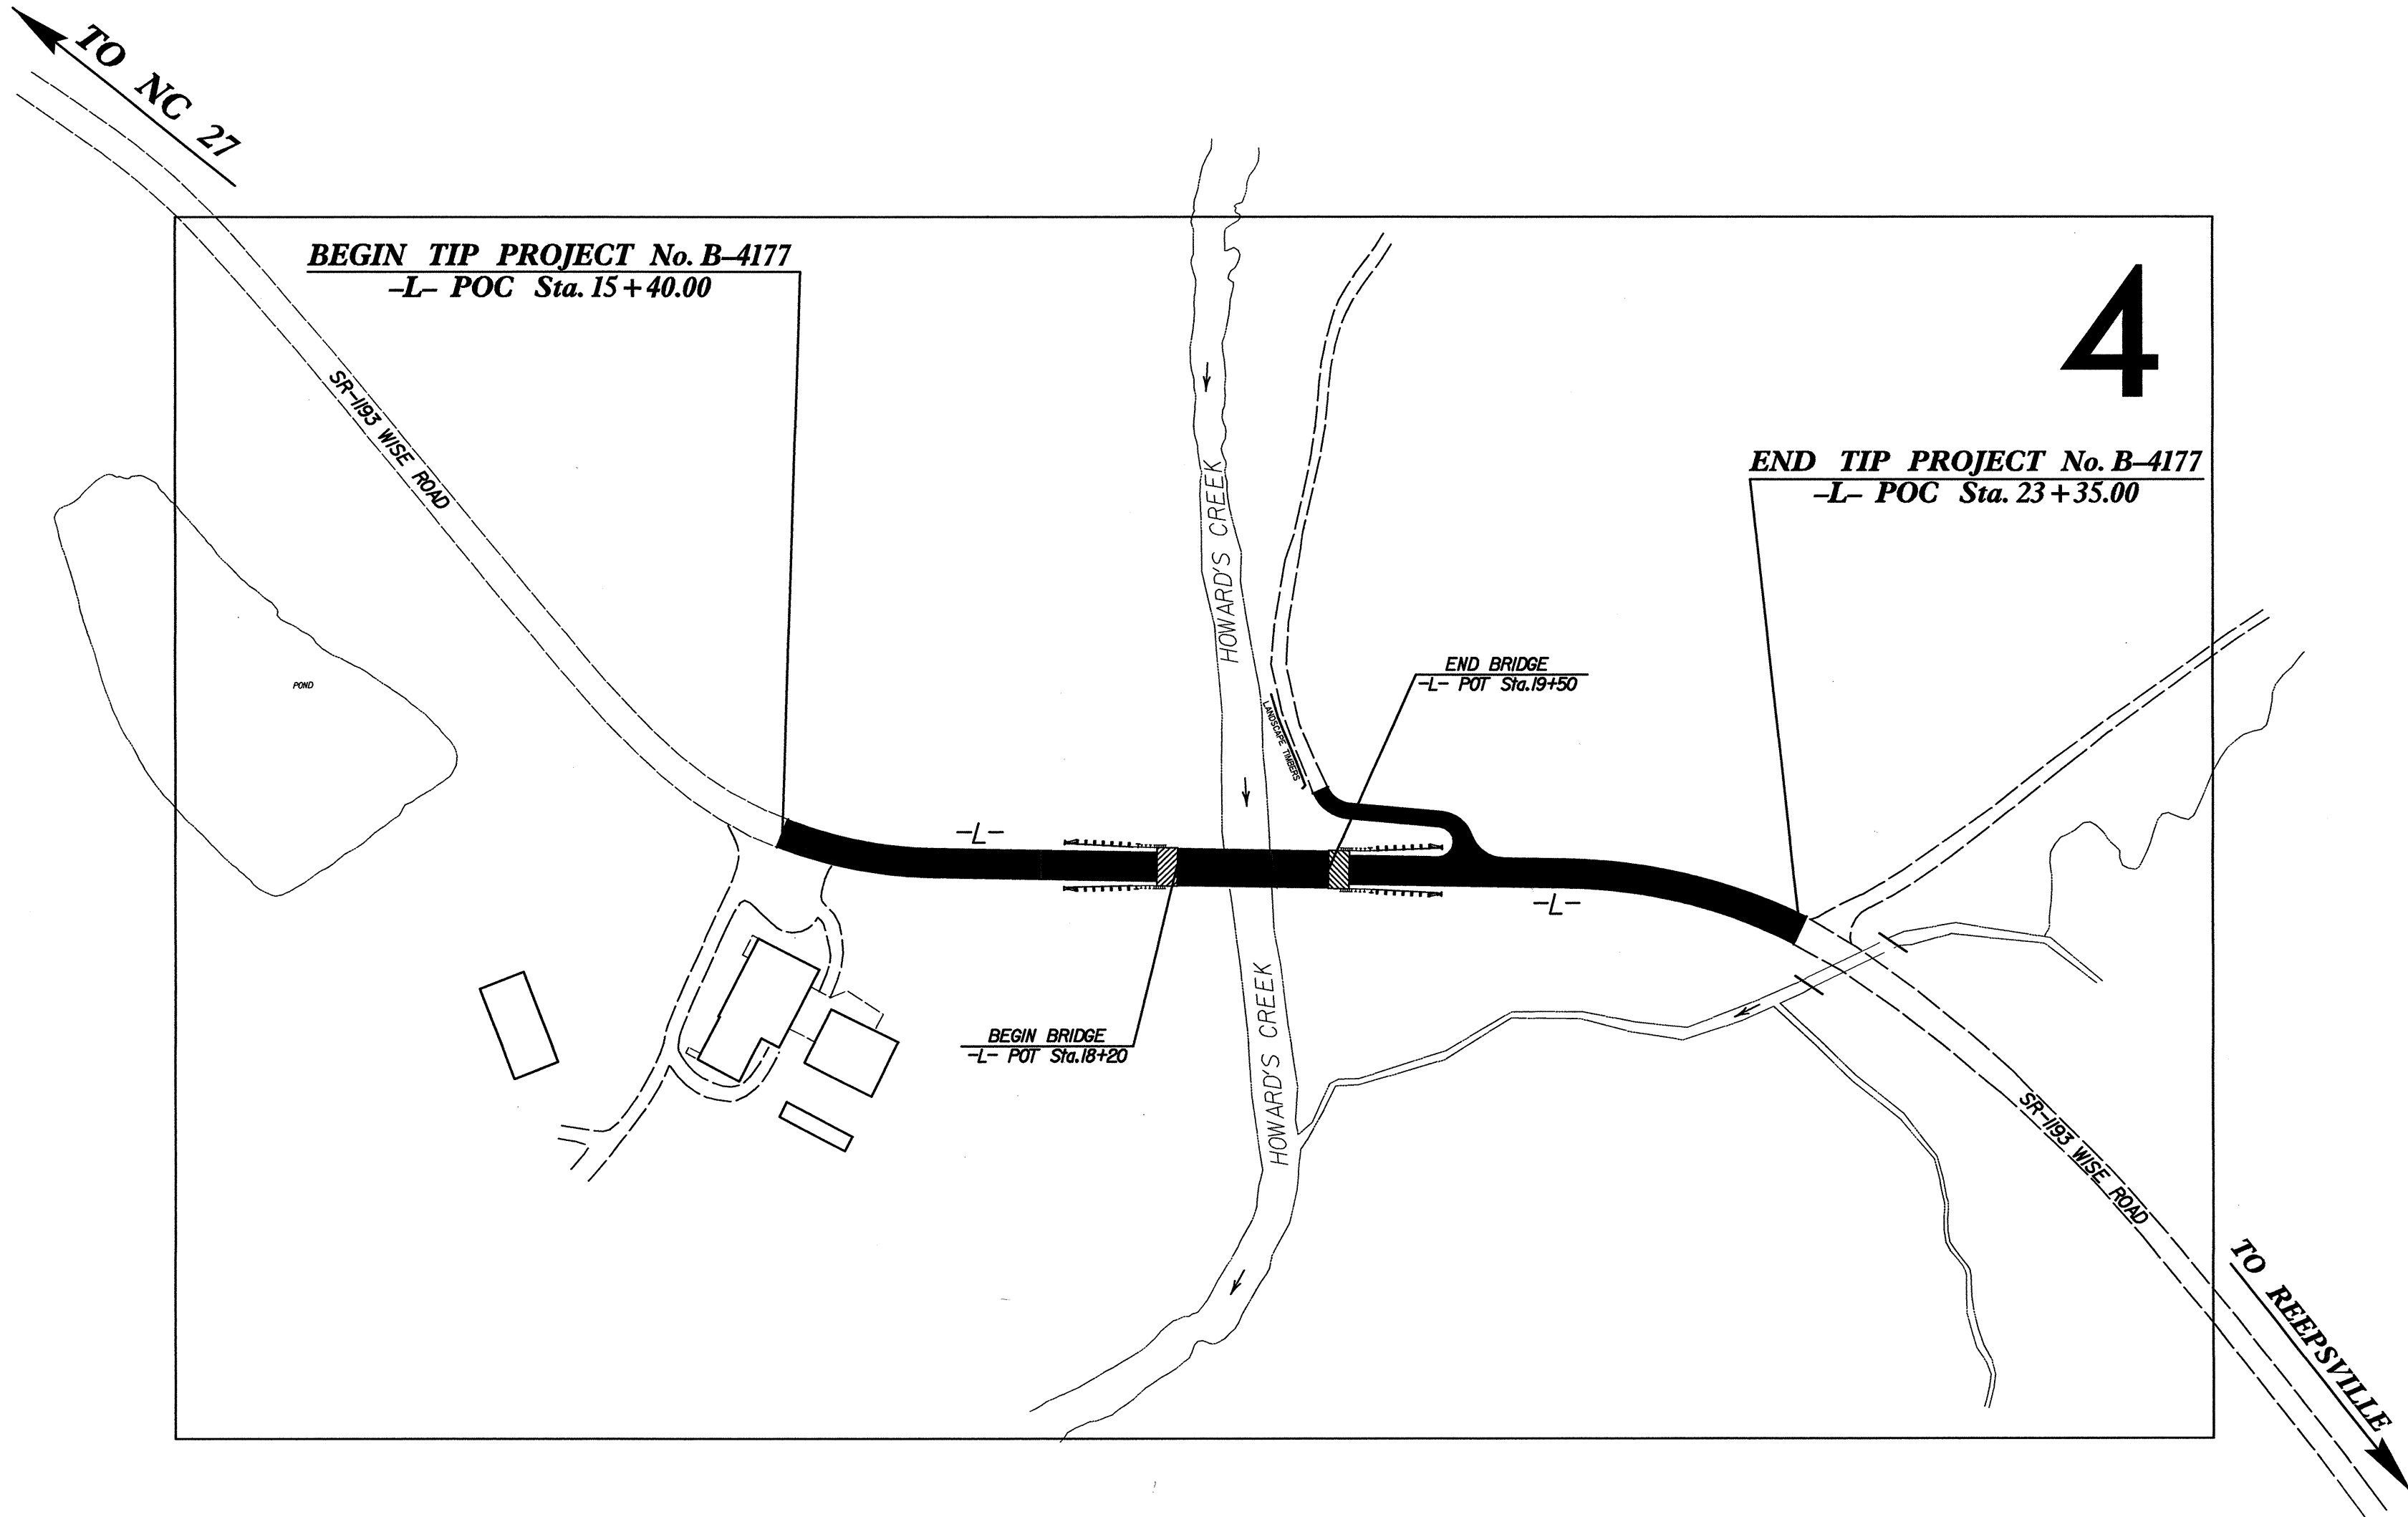 TO NC 27
BEGIN TIP PROJECT No. B-4177
-L- POC Sta. 15+40.00
4
SR-1193 WISE ROAD
END TIP PROJECT No. B-4177
-L- POC Sta. 23+35.00
HOWARD'S CREEK
END BRIDGE
-L- POT Sta.19+50
POND
LANDSCAPE TIMBERS
-L-
-L-
HOWARD'S CREEK
BEGIN BRIDGE
-L- POT Sta.18+20
SR-1193 WISE ROAD
TO REEPSVILLE